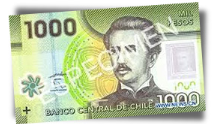 1000
MIL
PESOS
SPECIMEN
BANCO CENTRAL DE CHILE
1000